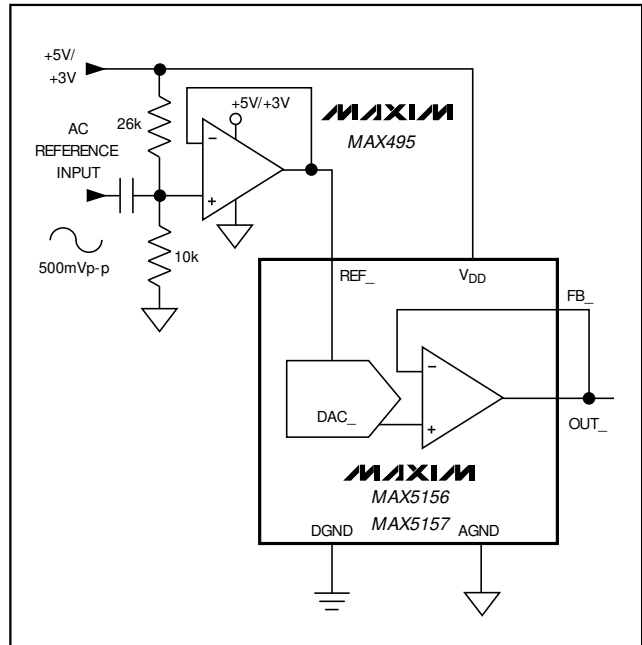 +5V/
+3V
26k
AC
REFERENCE
INPUT
+5V/+3V
MAXIM
MAX495
10k
500mVp-p
REF_
VDD
FB_
DAC_
OUT_
MAXIM
MAX5156
MAX5157
DGND
AGND